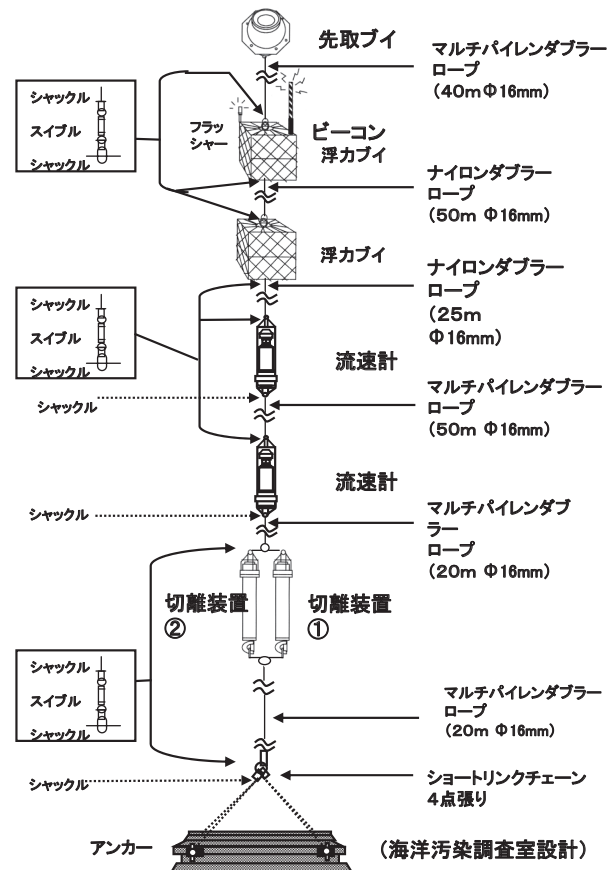 先取ブイ
マルチパイレンダブラー
ロープ
(40mΦ16mm)
シャックル
スイブル
シャックル
フラッ
シャー
ビーコン
浮力ブイ
ナイロンダブラー
ロープ
(50m Φ16mm)
浮力ブイ
ナイロンダブラー
ロープ
(25m
Φ16mm)
シャックル
スイブル
シャックル
流速計
シャックル
マルチパイレンダブラー
ロープ
(50m Φ16mm)
流速計
シャックル
マルチパイレンダブ
ラー
ロープ
(20m Φ16mm)
切離装置
②
切離装置
①
シャックル
スイブル
シャックル
マルチパイレンダブラー
ロープ
(20m Φ16mm)
シャックル
ショートリンクチェーン
4点張り
アンカー
(海洋汚染調査室設計)